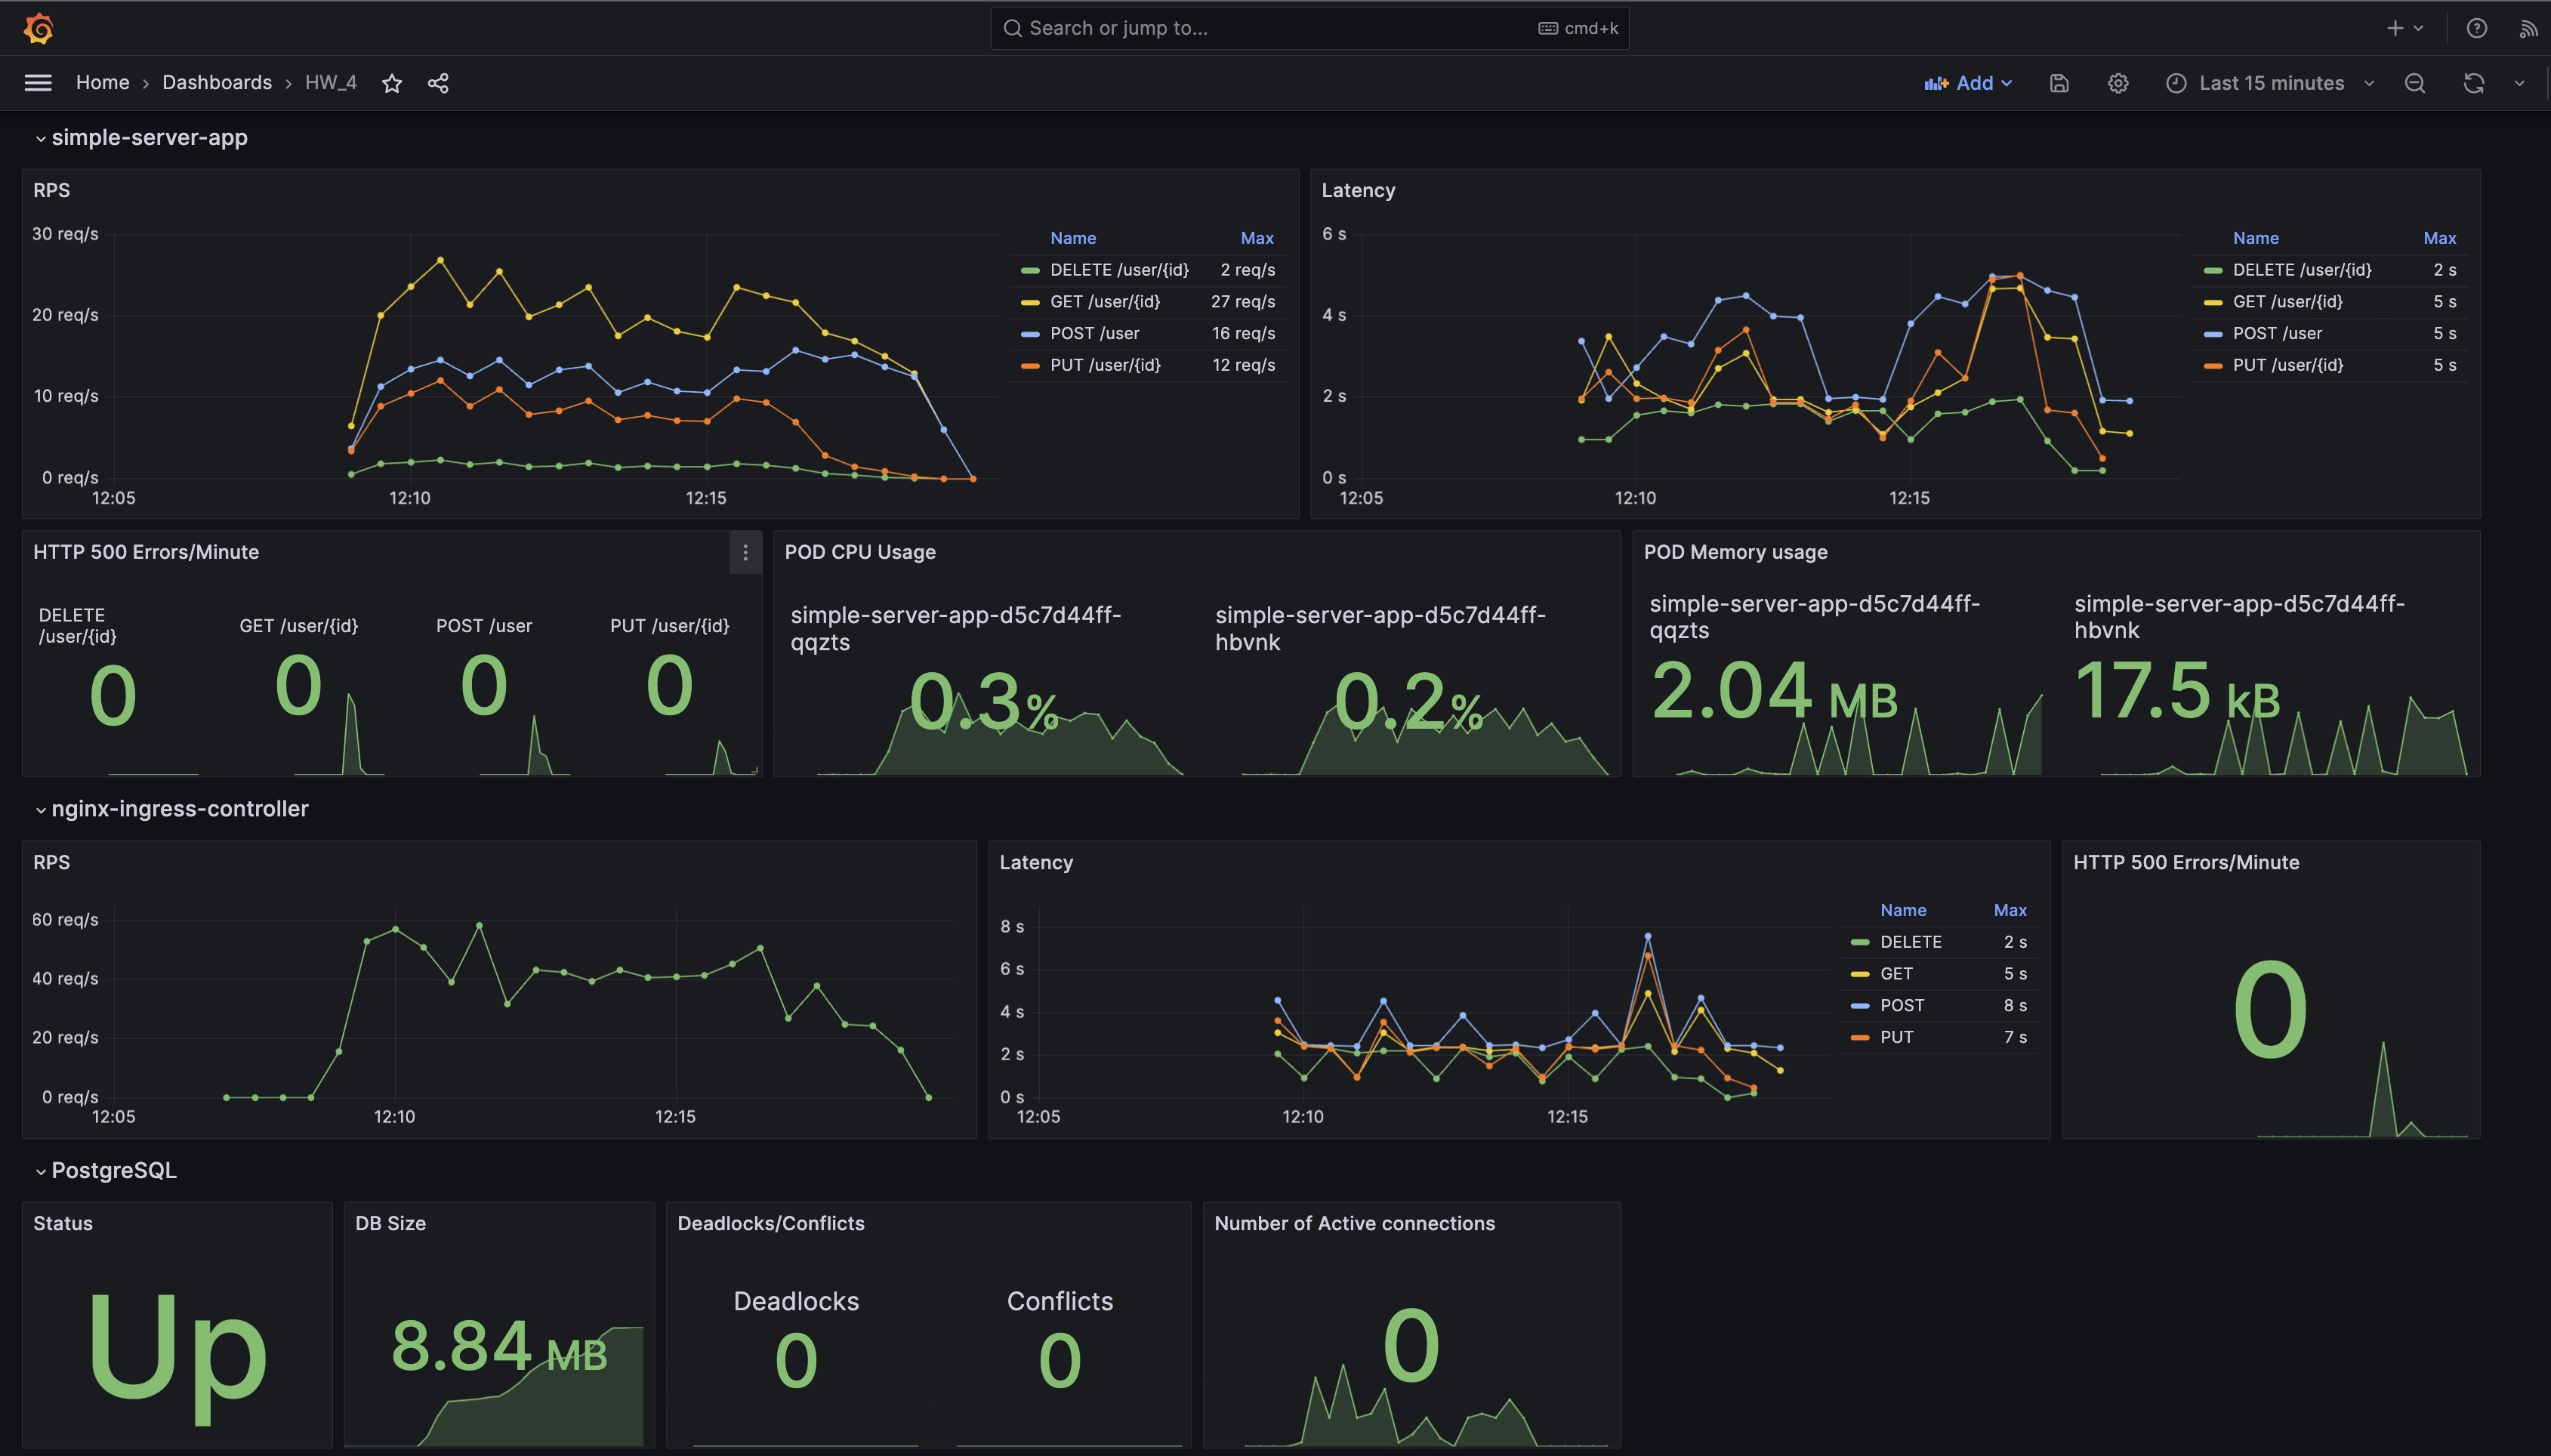 Search or jump to...
cmd+k
Home
Dashboards
HW_4
Add
Last 15 minutes
simple-server-app
RPS
30 req/s
20 req/s
10 req/s
0 req/s
12:05
12:10
12:15
Name Max
DELETE /user/{id} 2 req/s
GET /user/{id} 27 req/s
POST /user 16 req/s
PUT /user/{id} 12 req/s
Latency
6 s
4 s
2 s
0 s
12:05
12:10
12:15
Name Max
DELETE /user/{id} 2 s
GET /user/{id} 5 s
POST /user 5 s
PUT /user/{id} 5 s
HTTP 500 Errors/Minute
DELETE
/user/{id}
0
GET /user/{id}
0
POST /user
0
PUT /user/{id}
0
POD CPU Usage
simple-server-app-d5c7d44ff-
qqzts
0.3%
simple-server-app-d5c7d44ff-
hbvnk
0.2%
POD Memory usage
simple-server-app-d5c7d44ff-
qqzts
2.04 MB
simple-server-app-d5c7d44ff-
hbvnk
17.5 kB
nginx-ingress-controller
RPS
60 req/s
40 req/s
20 req/s
0 req/s
12:05
12:10
12:15
Latency
8 s
6 s
4 s
2 s
0 s
12:05
12:10
12:15
Name Max
DELETE 2 s
GET 5 s
POST 8 s
PUT 7 s
HTTP 500 Errors/Minute
0
PostgreSQL
Status
Up
DB Size
8.84 MB
Deadlocks/Conflicts
Deadlocks
0
Conflicts
0
Number of Active connections
0